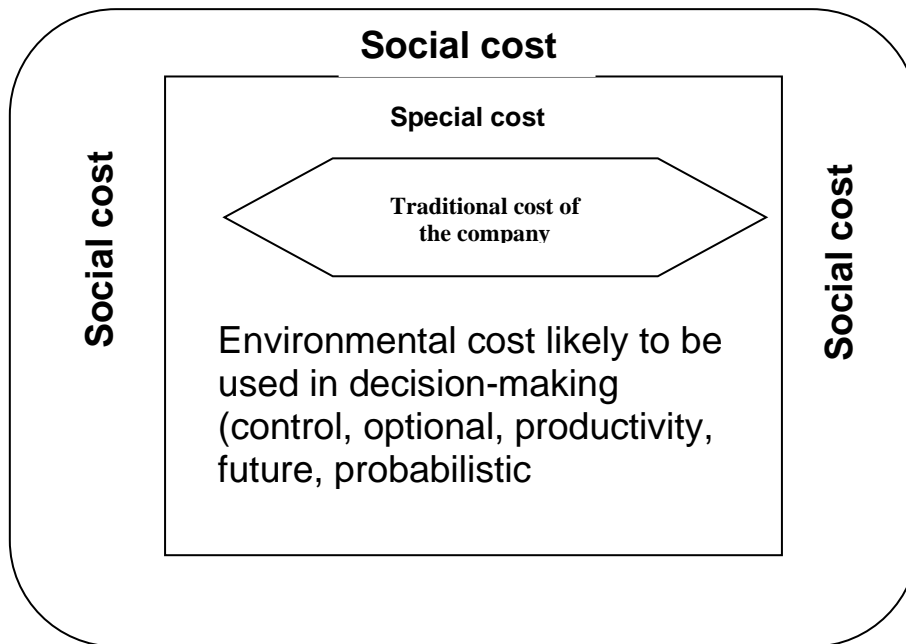 Social cost
Special cost
Social cost
Traditional cost of
the company
Social cost
Environmental cost likely to be
used in decision-making
(control, optional, productivity,
future, probabilistic